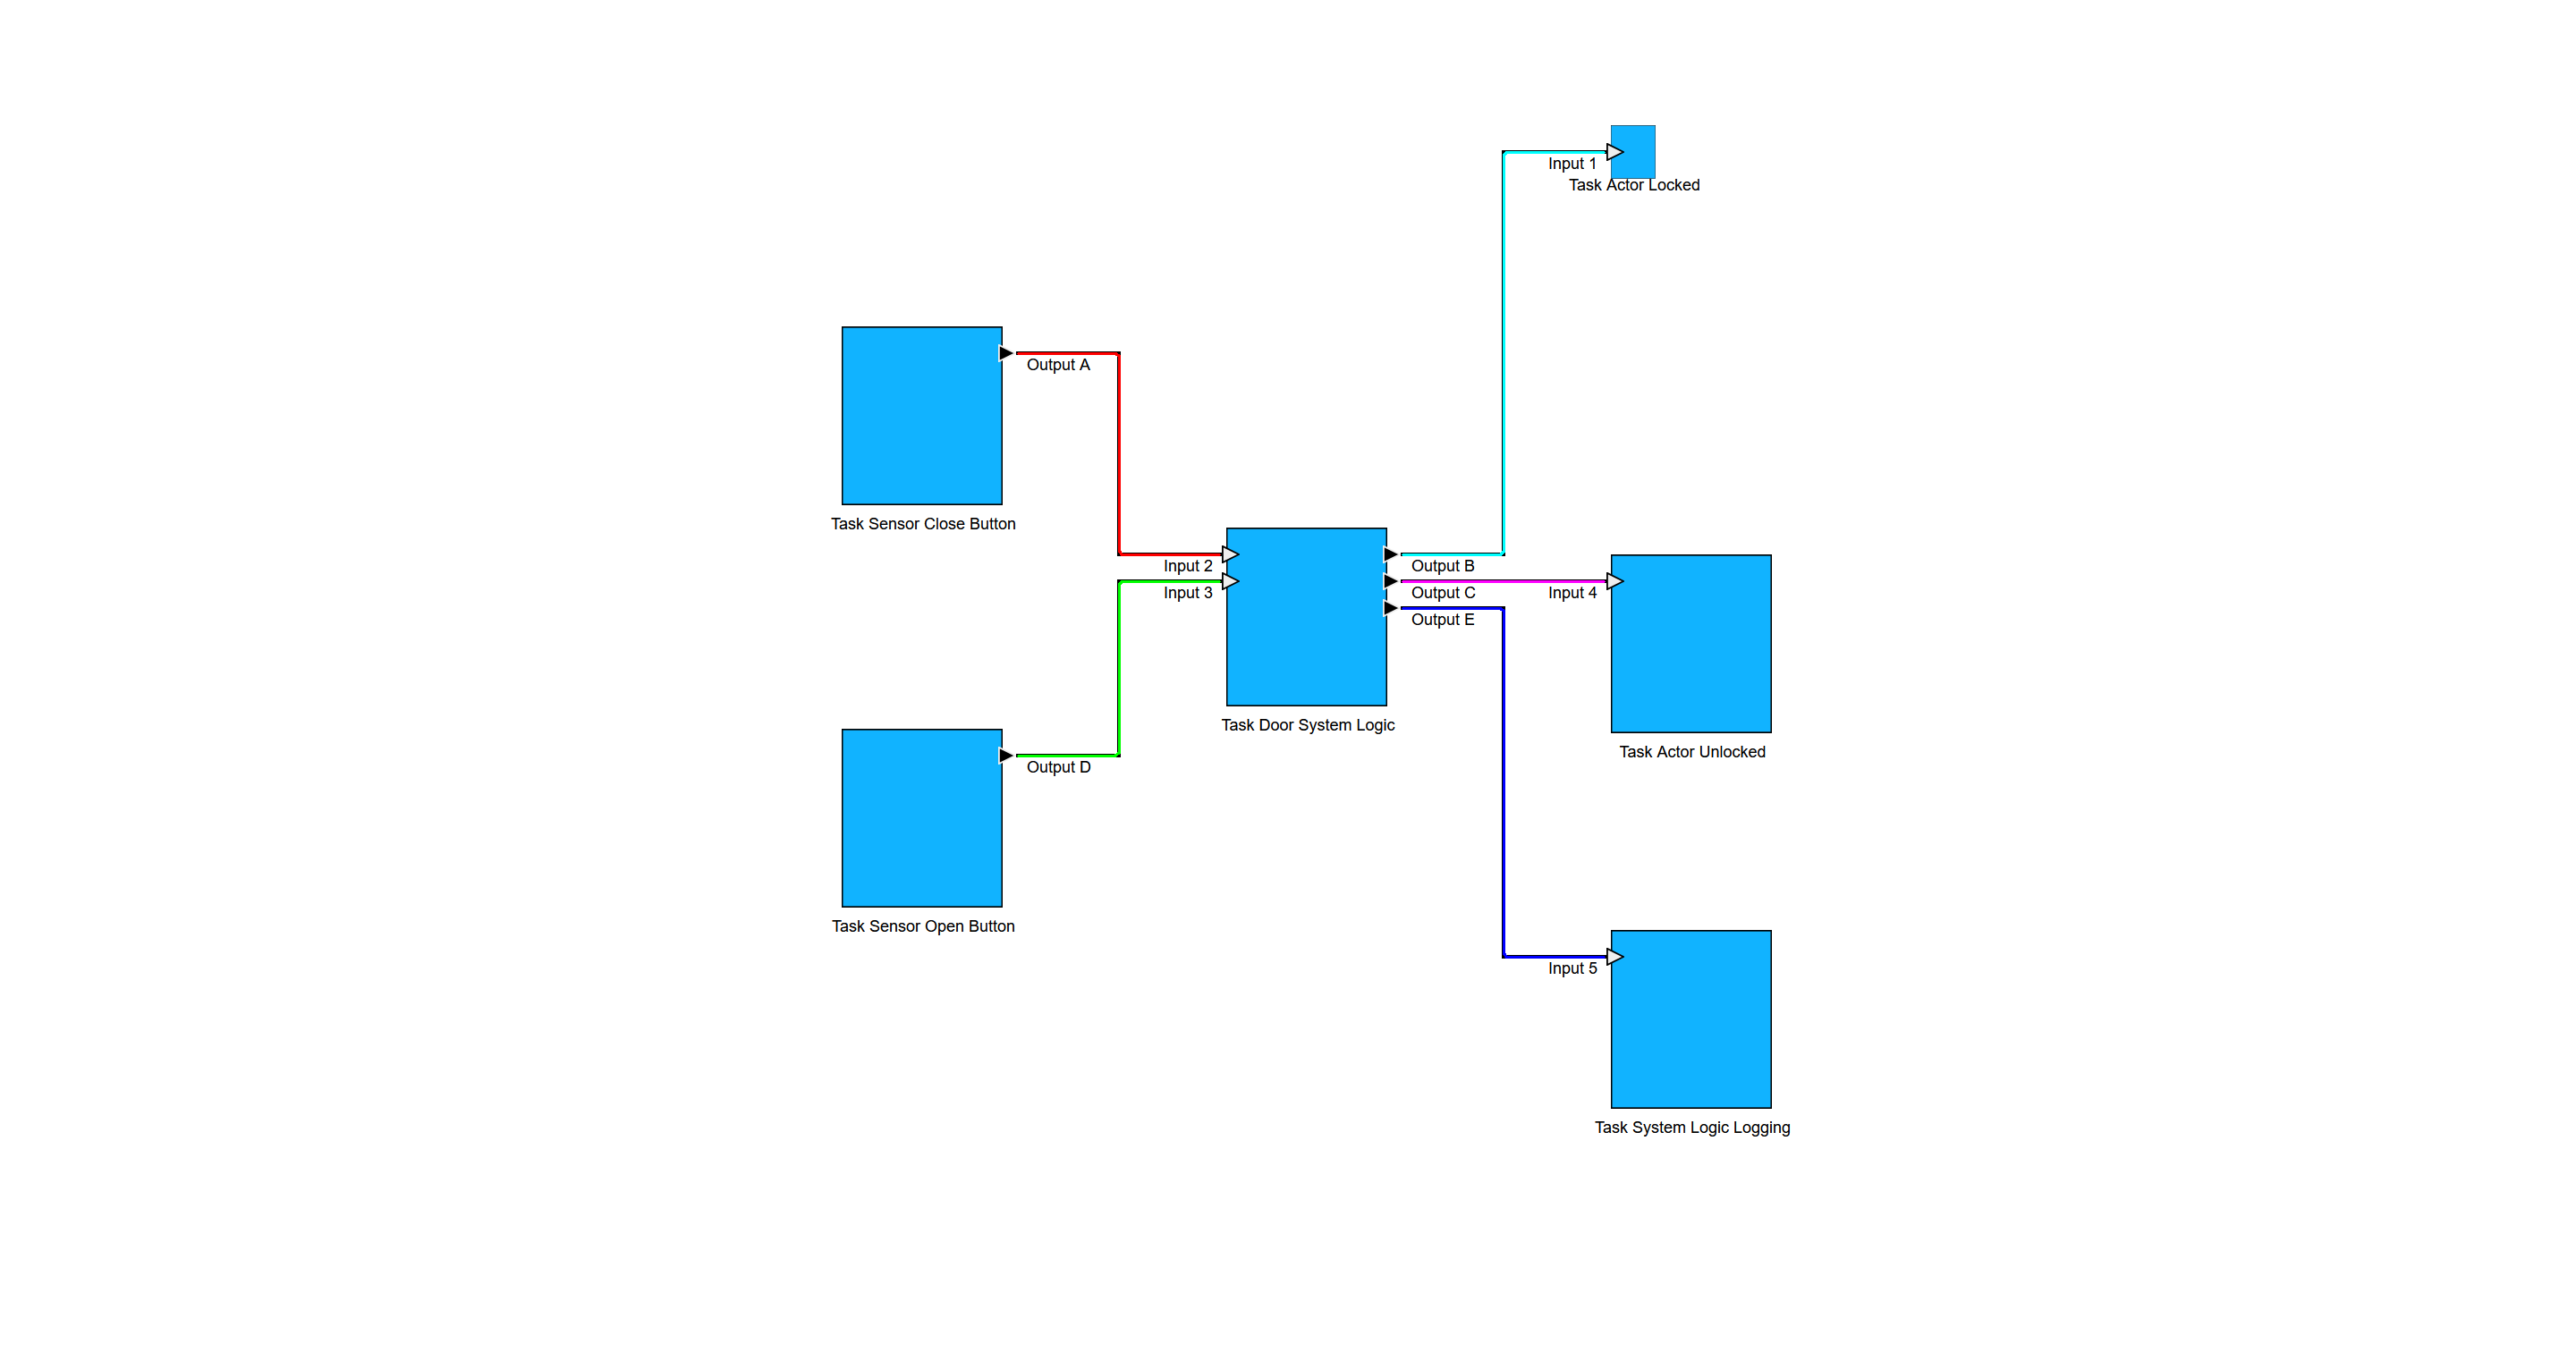 Input 1
Task Actor Locked
Output A
Task Sensor Close Button
Input 2
Output B
Input 3
Output C
Input 4
Output E
Task Door System Logic
Task Actor Unlocked
Output D
Task Sensor Open Button
Input 5
Task System Logic Logging